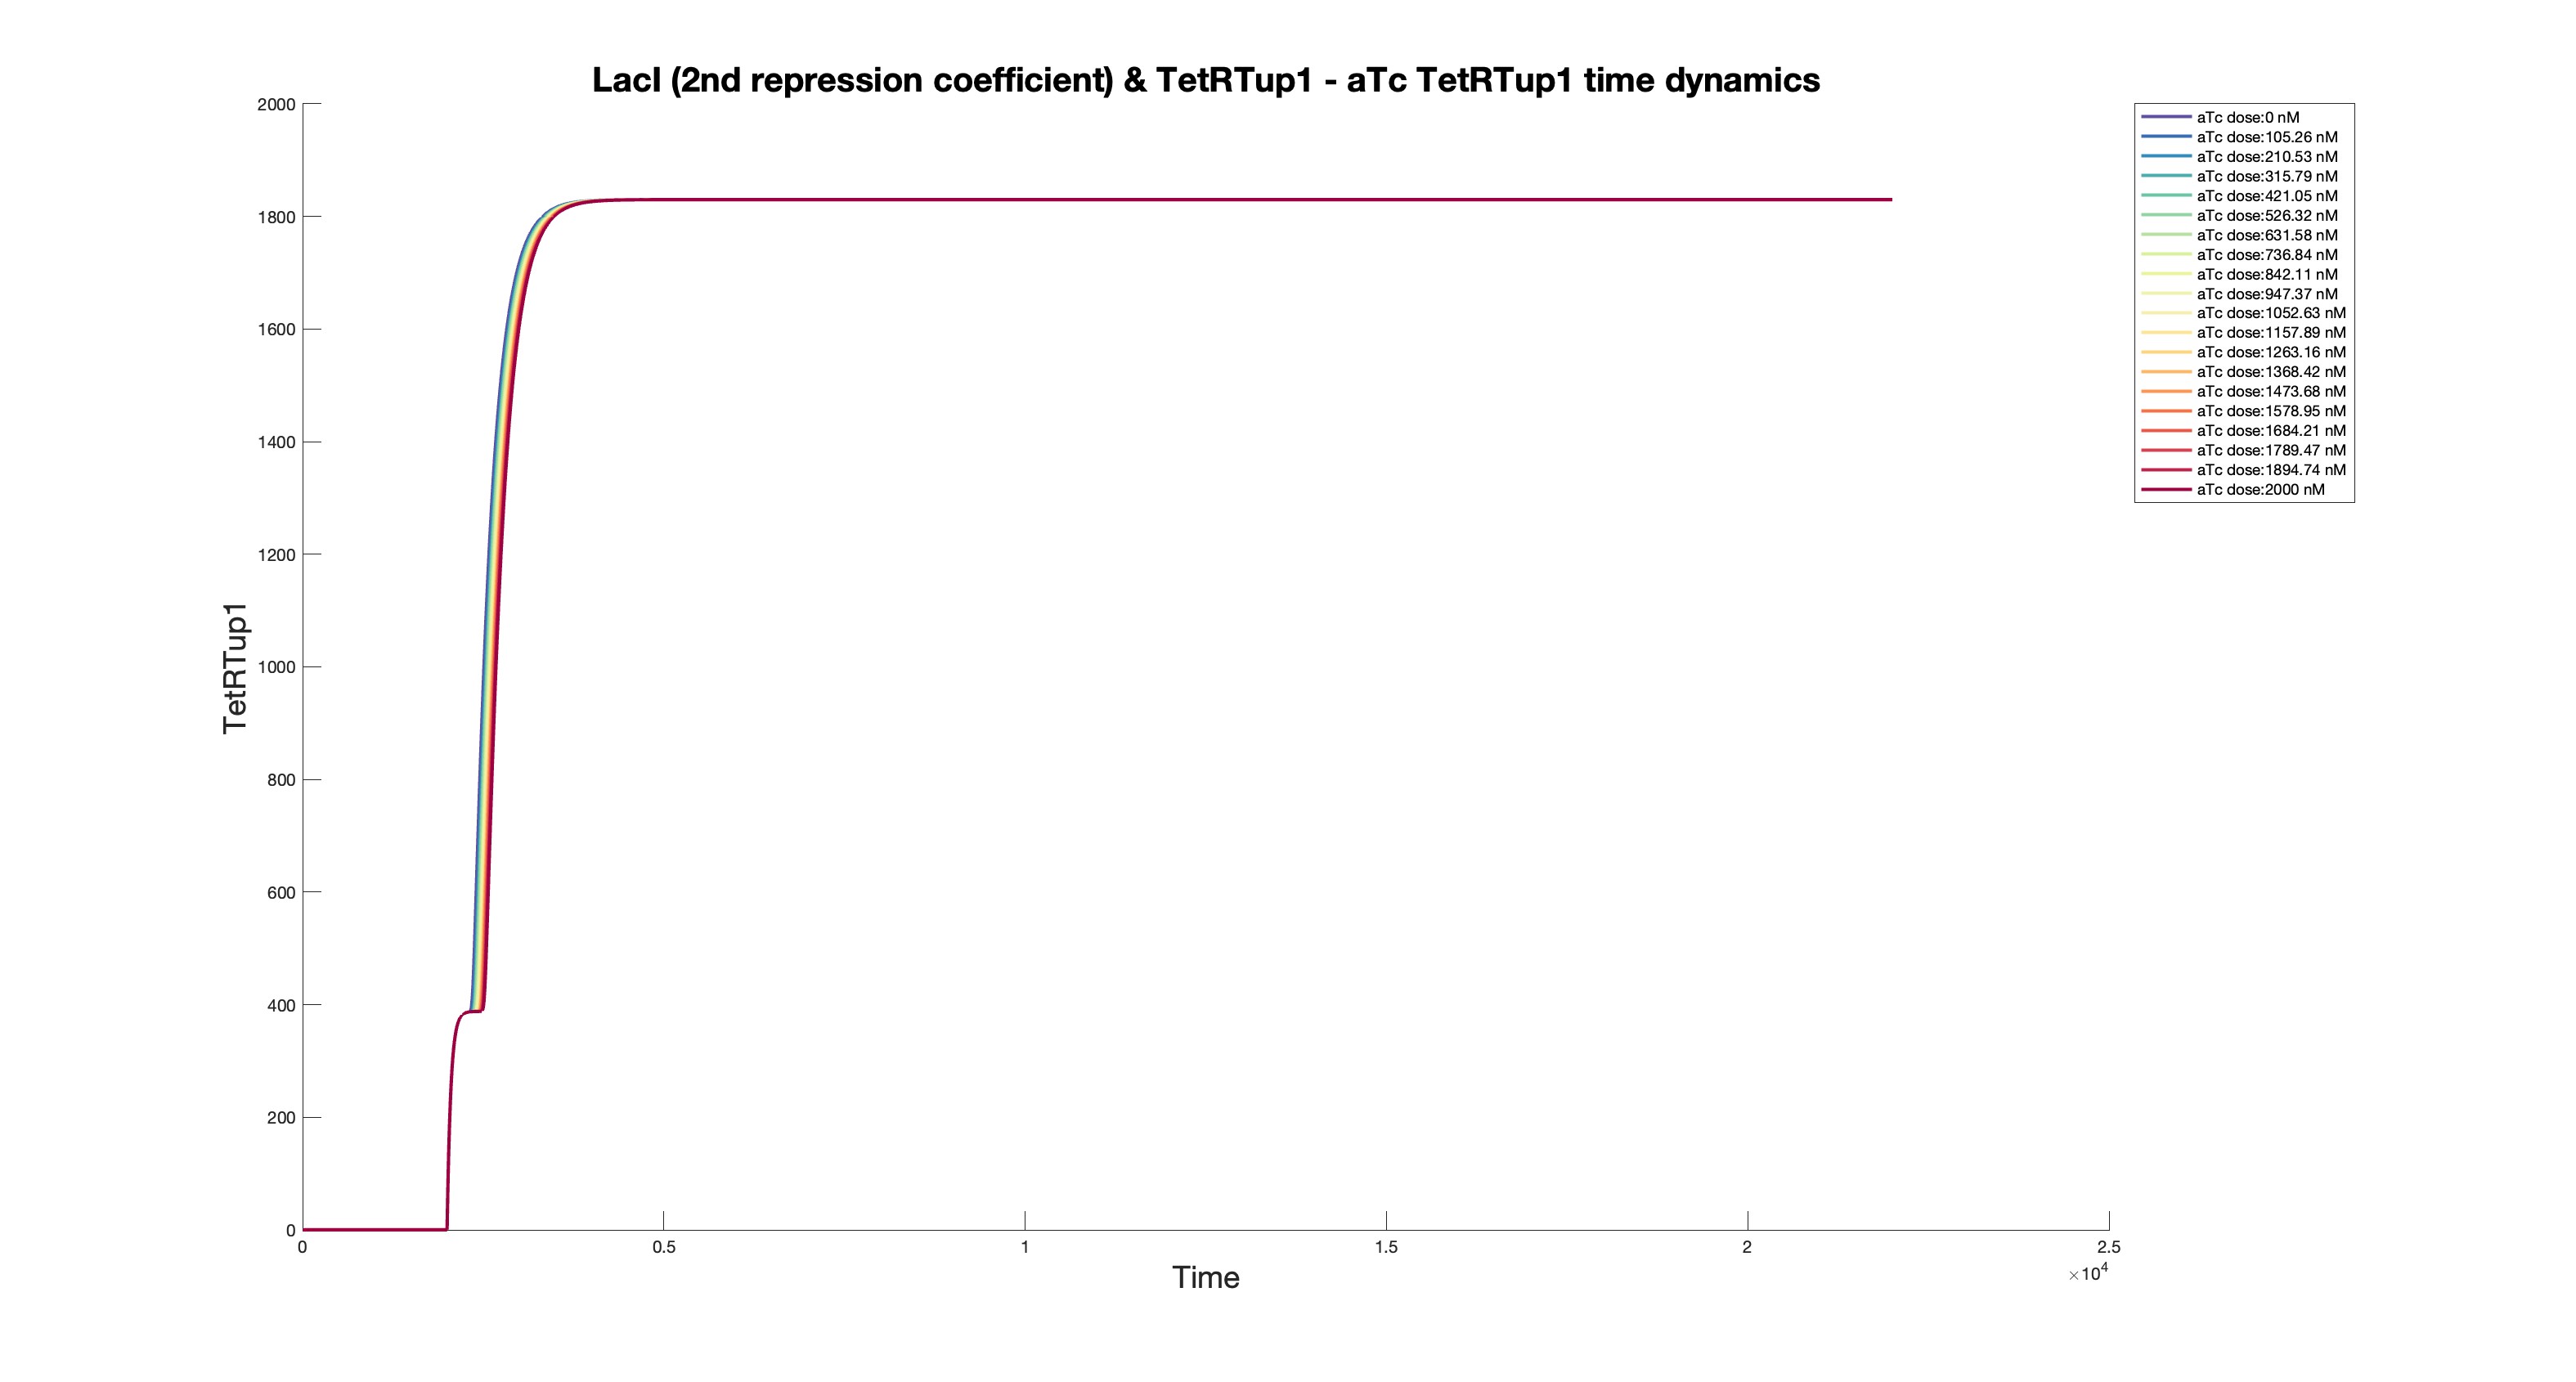 LacI (2nd repression coefficient) & TetRTup1 - aTc TetRTup1 time dynamics
2000
1800
1600
1400
1200
1000
800
600
400
200
0
TetRTup1
0
0.5
1
1.5
2
2.5
×10⁴
Time
aTc dose:0 nM
aTc dose:105.26 nM
aTc dose:210.53 nM
aTc dose:315.79 nM
aTc dose:421.05 nM
aTc dose:526.32 nM
aTc dose:631.58 nM
aTc dose:736.84 nM
aTc dose:842.11 nM
aTc dose:947.37 nM
aTc dose:1052.63 nM
aTc dose:1157.89 nM
aTc dose:1263.16 nM
aTc dose:1368.42 nM
aTc dose:1473.68 nM
aTc dose:1578.95 nM
aTc dose:1684.21 nM
aTc dose:1789.47 nM
aTc dose:1894.74 nM
aTc dose:2000 nM